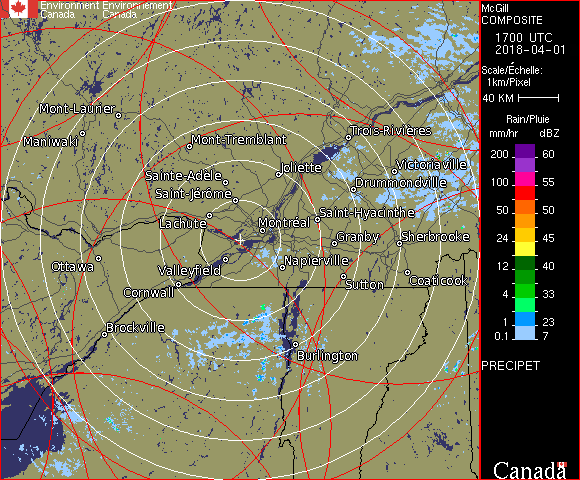 Environment Environnement
Canada Canada
McGill
COMPOSITE
1700 UTC
2018-04-01
Scale/Échelle:
1km/Pixel
40 KM
Rain/Pluie
mm/hr dBZ
200 60
150 57
100 55
50 50
24 45
12 40
4 33
1 23
0.1 7
PRECIPET
Canada
Mont-Laurier
Maniwaki
Mont-Tremblant
Trois-Rivières
Sainte-Adèle
Joliette
Victoriaville
Saint-Jérôme
Drummondville
Lachute
Montréal
Saint-Hyacinthe
Granby
Sherbrooke
Ottawa
Valleyfield
Napierville
Cornwall
Sutton
Coaticook
Brockville
Burlington